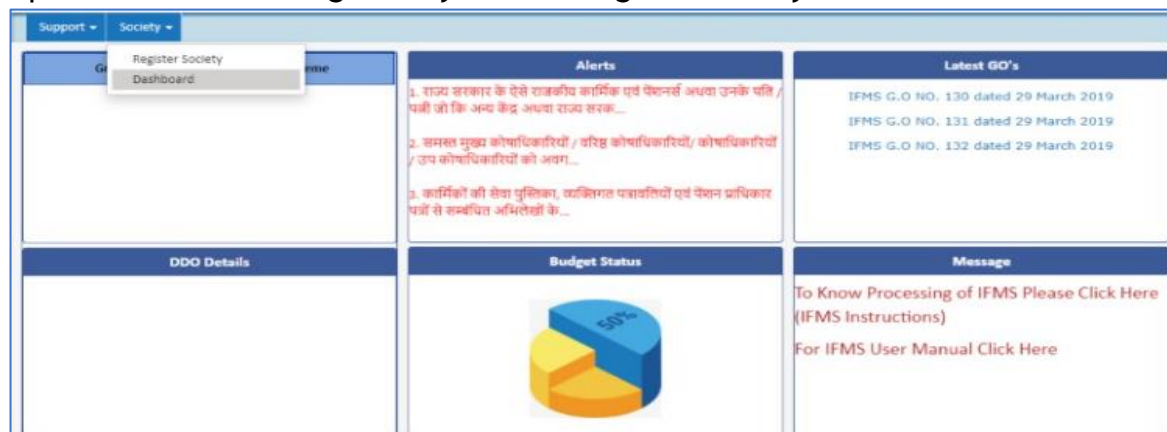 Support
Society
Register Society
Dashboard
Alerts
1. राज्य सरकार के ऐसे राजकीय कार्मिक एवं पेंशनर्स अथवा उनके पति /
पत्नी जो कि अन्य केंद्र अथवा राज्य सरक...
2. समस्त मुख्य कोषाधिकारियों / वरिष्ठ कोषाधिकारियों/ कोषाधिकारियों
/ उप कोषाधिकारियों को अवग...
3. कार्मिकों की सेवा पुस्तिका, व्यक्तिगत पत्रावलियों एवं पेंशन प्राधिकार
पत्रों से सम्बंधित अभिलेखों के...
Latest GO's
IFMS G.O NO. 130 dated 29 March 2019
IFMS G.O NO. 131 dated 29 March 2019
IFMS G.O NO. 132 dated 29 March 2019
DDO Details
Budget Status
50%
Message
To Know Processing of IFMS Please Click Here
(IFMS Instructions)
For IFMS User Manual Click Here